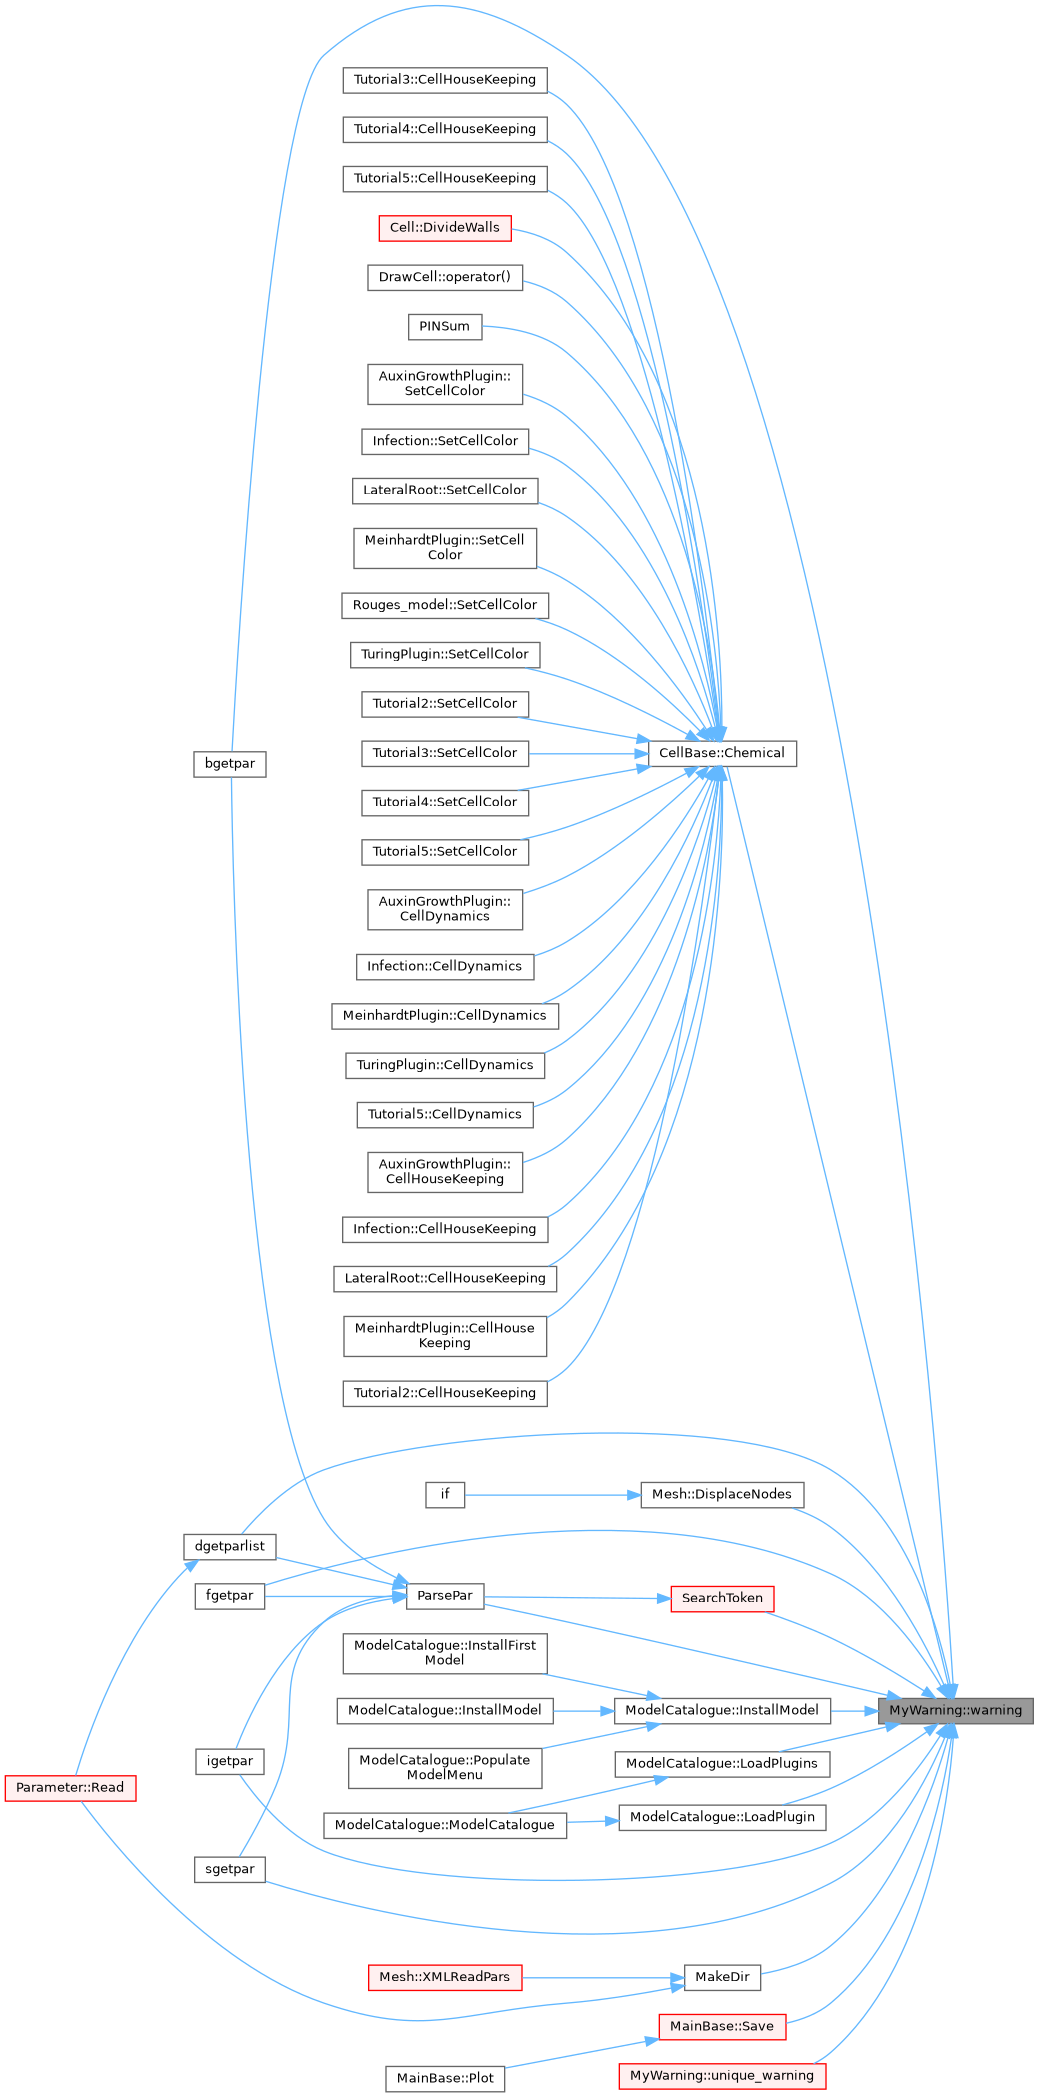 Tutorial3::CellHouseKeeping
Tutorial4::CellHouseKeeping
Tutorial5::CellHouseKeeping
Cell::DivideWalls
DrawCell::operator()
PINSum
AuxinGrowthPlugin::
SetCellColor
Infection::SetCellColor
LateralRoot::SetCellColor
MeinhardtPlugin::SetCell
Color
Rouges_model::SetCellColor
TuringPlugin::SetCellColor
Tutorial2::SetCellColor
Tutorial3::SetCellColor
CellBase::Chemical
bgetpar
Tutorial4::SetCellColor
Tutorial5::SetCellColor
AuxinGrowthPlugin::
CellDynamics
Infection::CellDynamics
MeinhardtPlugin::CellDynamics
TuringPlugin::CellDynamics
Tutorial5::CellDynamics
AuxinGrowthPlugin::
CellHouseKeeping
Infection::CellHouseKeeping
LateralRoot::CellHouseKeeping
MeinhardtPlugin::CellHouse
Keeping
Tutorial2::CellHouseKeeping
if
Mesh::DisplaceNodes
dgetparlist
fgetpar
ParsePar
SearchToken
ModelCatalogue::InstallFirst
Model
ModelCatalogue::InstallModel
ModelCatalogue::InstallModel
MyWarning::warning
ModelCatalogue::Populate
ModelMenu
igetpar
ModelCatalogue::LoadPlugins
Parameter::Read
ModelCatalogue::ModelCatalogue
ModelCatalogue::LoadPlugin
sgetpar
Mesh::XMLReadPars
MakeDir
MainBase::Save
MainBase::Plot
MyWarning::unique_warning